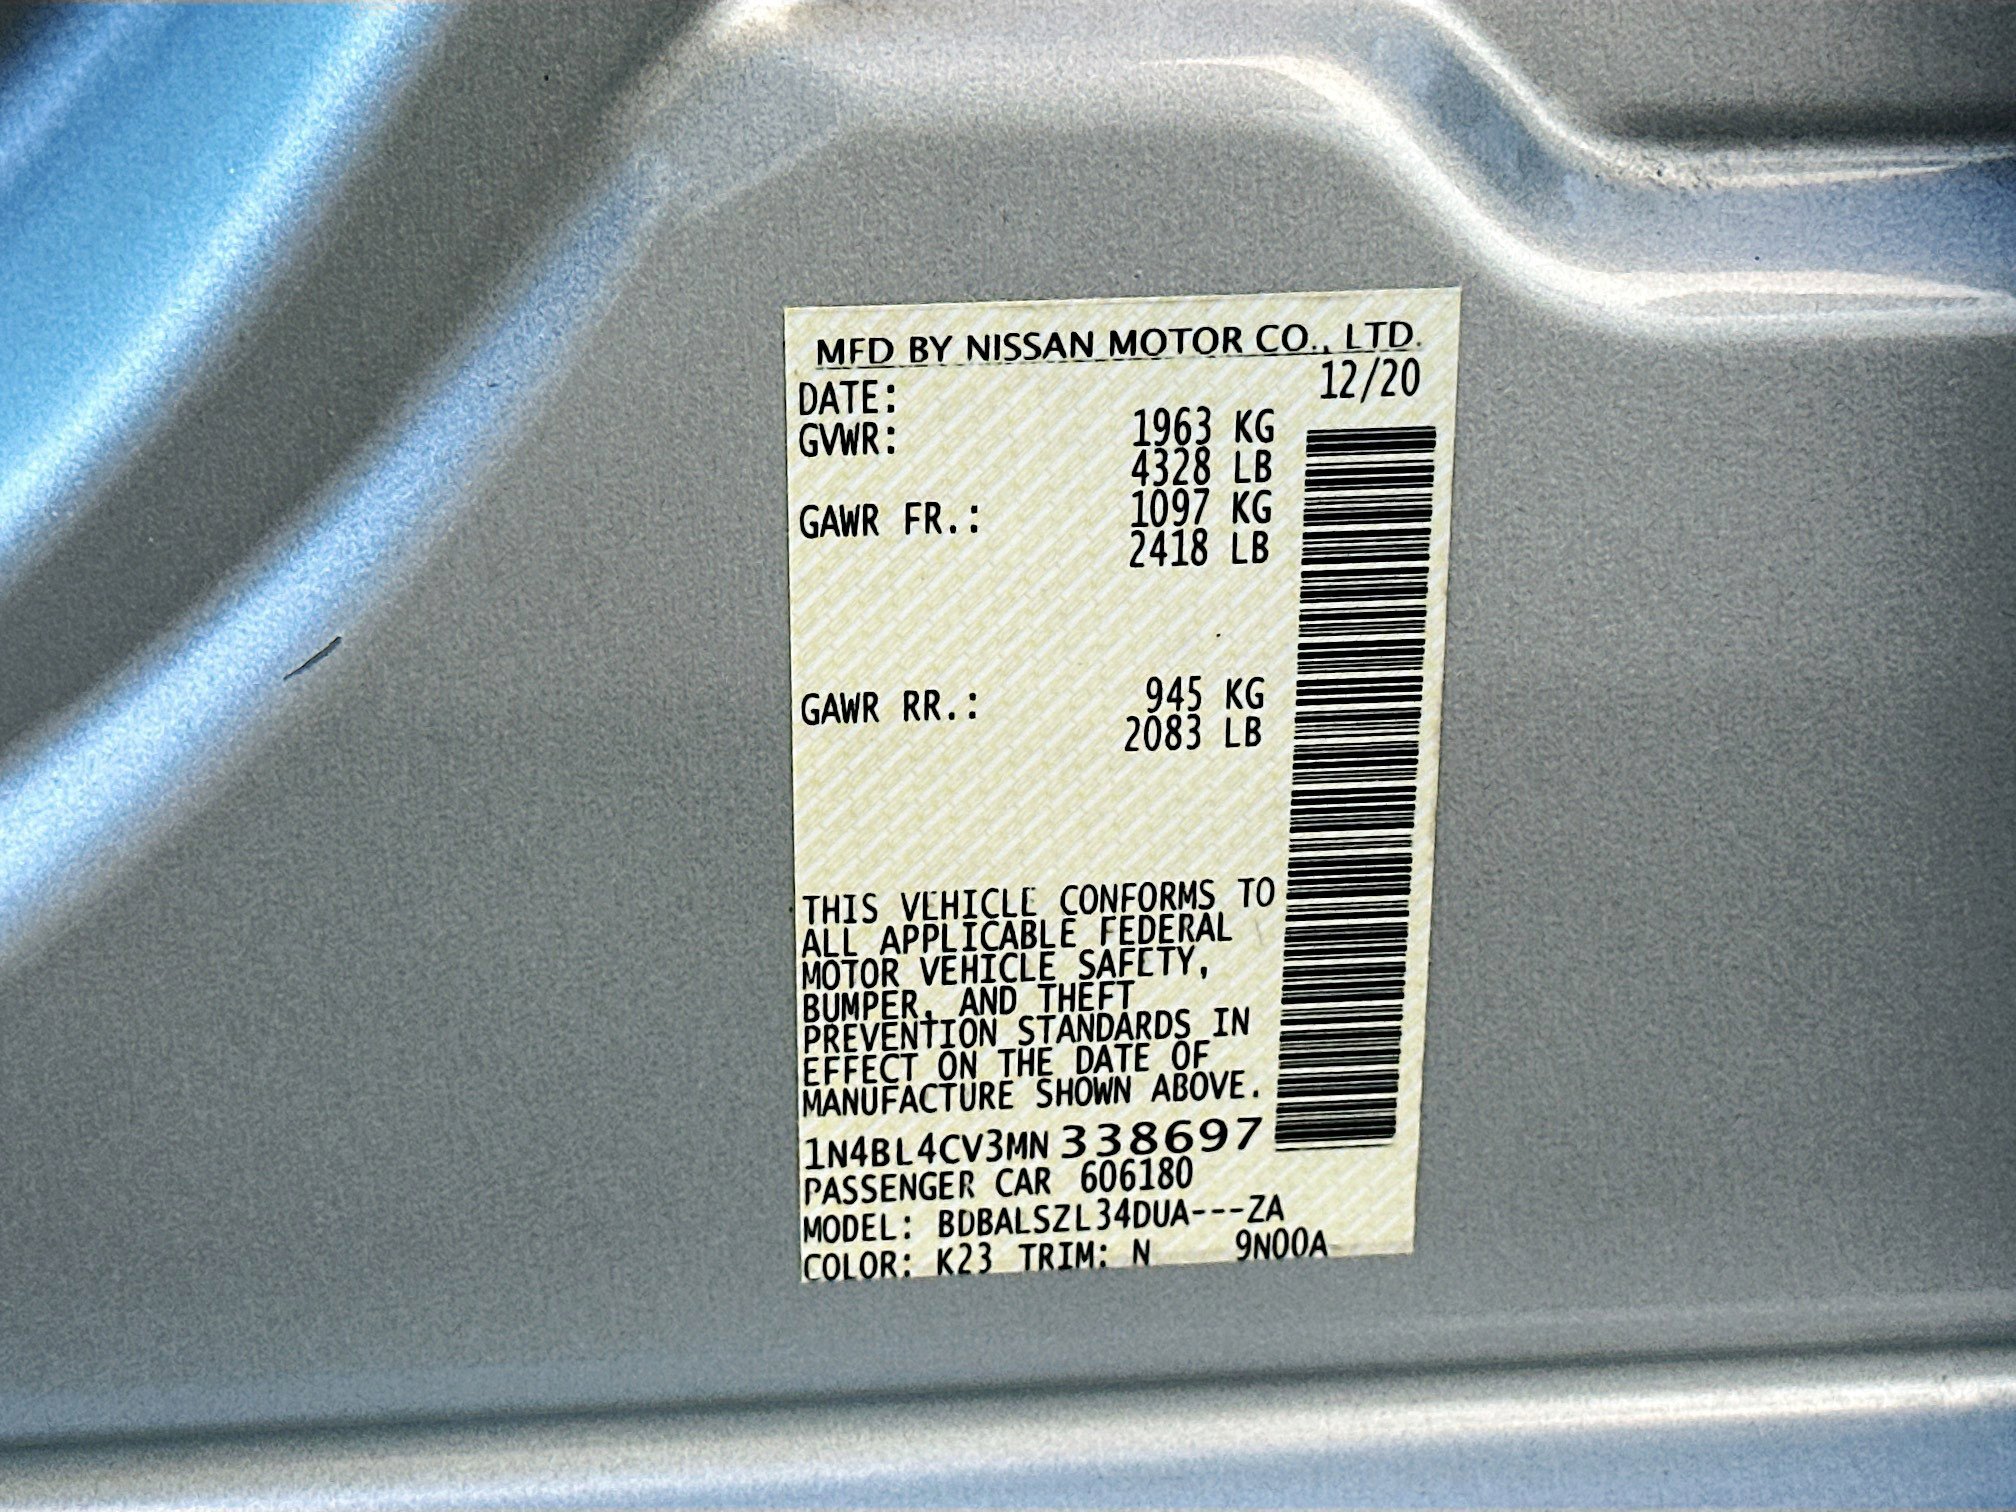 MFD BY NISSAN MOTOR CO., LTD.
DATE: 12/20
GVWR: 1963 KG
4328 LB
GAWR FR.: 1097 KG
2418 LB
GAWR RR.: 945 KG
2083 LB
THIS VEHICLE CONFORMS TO
ALL APPLICABLE FEDERAL
MOTOR VEHICLE SAFETY,
BUMPER, AND THEFT
PREVENTION STANDARDS IN
EFFECT ON THE DATE OF
MANUFACTURE SHOWN ABOVE.
1N4BL4CV3MN338697
PASSENGER CAR 606180
MODEL: BDBALSZL34DUA---ZA
COLOR: K23 TRIM: N 9N00A